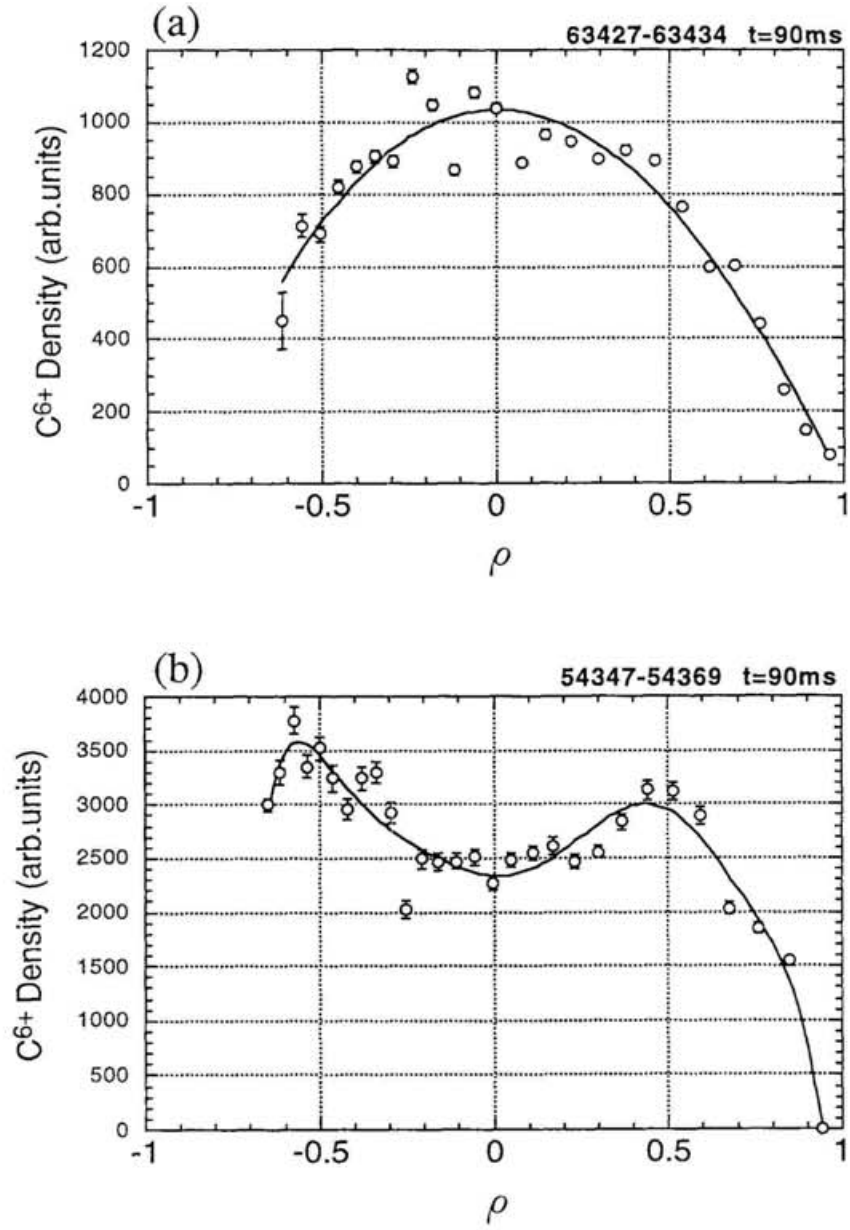 (a)
63427-63434 t=90ms
1200
1000
800
600
400
200
0
C6+ Density (arb.units)
-1 -0.5 0 0.5 1
ρ
(b)
54347-54369 t=90ms
4000
3500
3000
2500
2000
1500
1000
500
0
C6+ Density (arb.units)
-1 -0.5 0 0.5 1
ρ